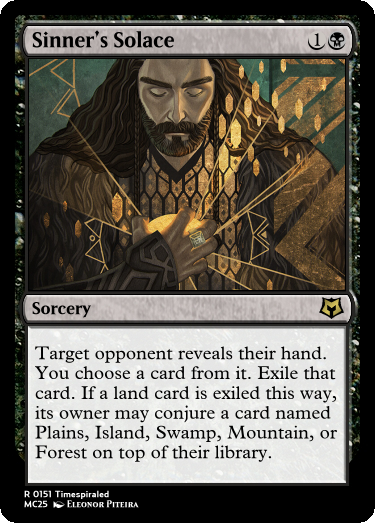 Sinner's Solace 1
Sorcery
Target opponent reveals their hand.
You choose a card from it. Exile that
card. If a land card is exiled this way,
its owner may conjure a card named
Plains, Island, Swamp, Mountain, or
Forest on top of their library.
R 0151 Timespiraled
MC25 Eleonor Piteira